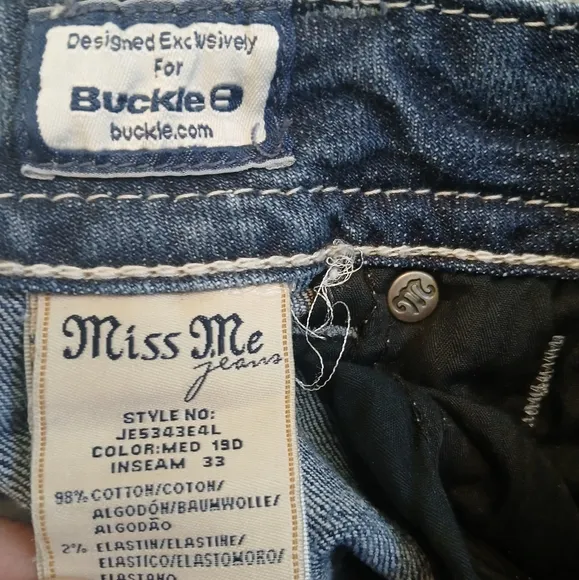 Designed Exclusively
For
Buckle B
buckle.com
Miss Me
jeans
STYLE NO:
JE5343E4L
COLOR:MED 19D
INSEAM 33
98% COTTON/COTON/
ALGODÓN/BAUMWOLLE/
ALGODÃO
2% ELASTIN/ELASTINE/
ELASTICO/ELASTOMORO/
ELASTANO
M